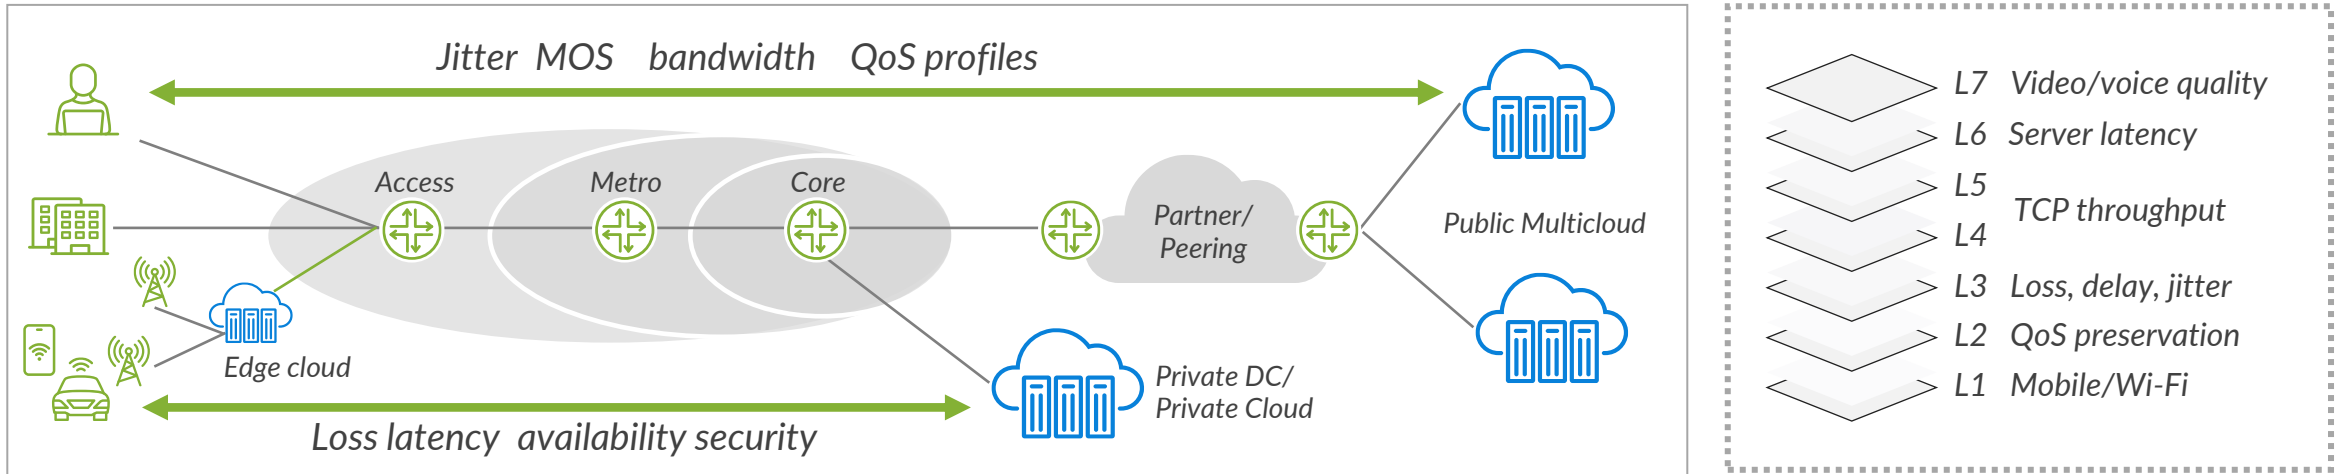 Jitter MOS bandwidth QoS profiles
Access
Metro
Core
Partner/
Peering
Public Multicloud
Edge cloud
Private DC/
Private Cloud
Loss latency availability security
L7 Video/voice quality
L6 Server latency
L5
TCP throughput
L4
L3 Loss, delay, jitter
L2 QoS preservation
L1 Mobile/Wi-Fi